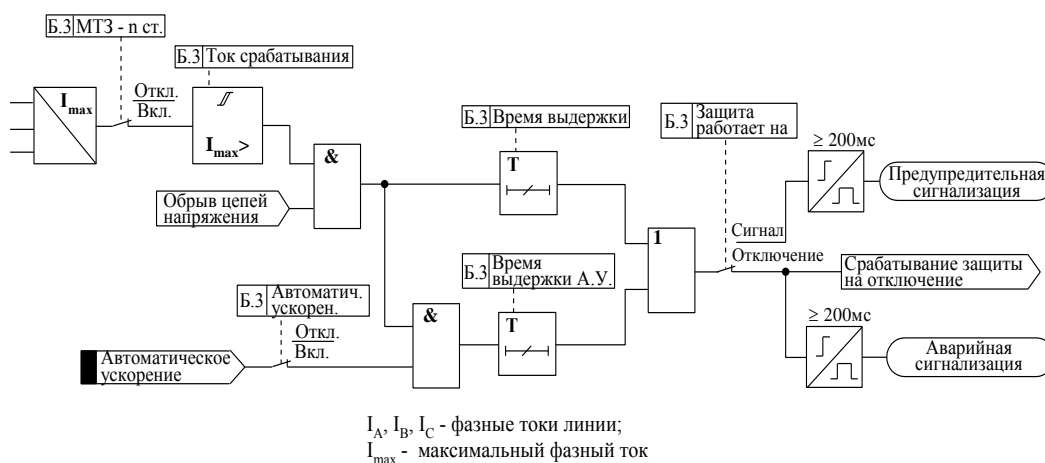 Б.3 МТЗ - n ст.
Б.3 Ток срабатывания
I max
Откл.
Вкл.
I max>
&
Обрыв цепей
напряжения
Б.3 Время выдержки
T
Б.3 Защита
работает на
≥ 200мс
Предупредительная
сигнализация
1
Сигнал
Отключение
Срабатывание защиты
на отключение
Б.3 Время
выдержки А.У.
T
Б.3 Автоматич.
ускорен.
Откл.
Вкл.
&
Автоматическое
ускорение
≥ 200мс
Аварийная
сигнализация
I A, I B, I C - фазные токи линии;
I max - максимальный фазный ток